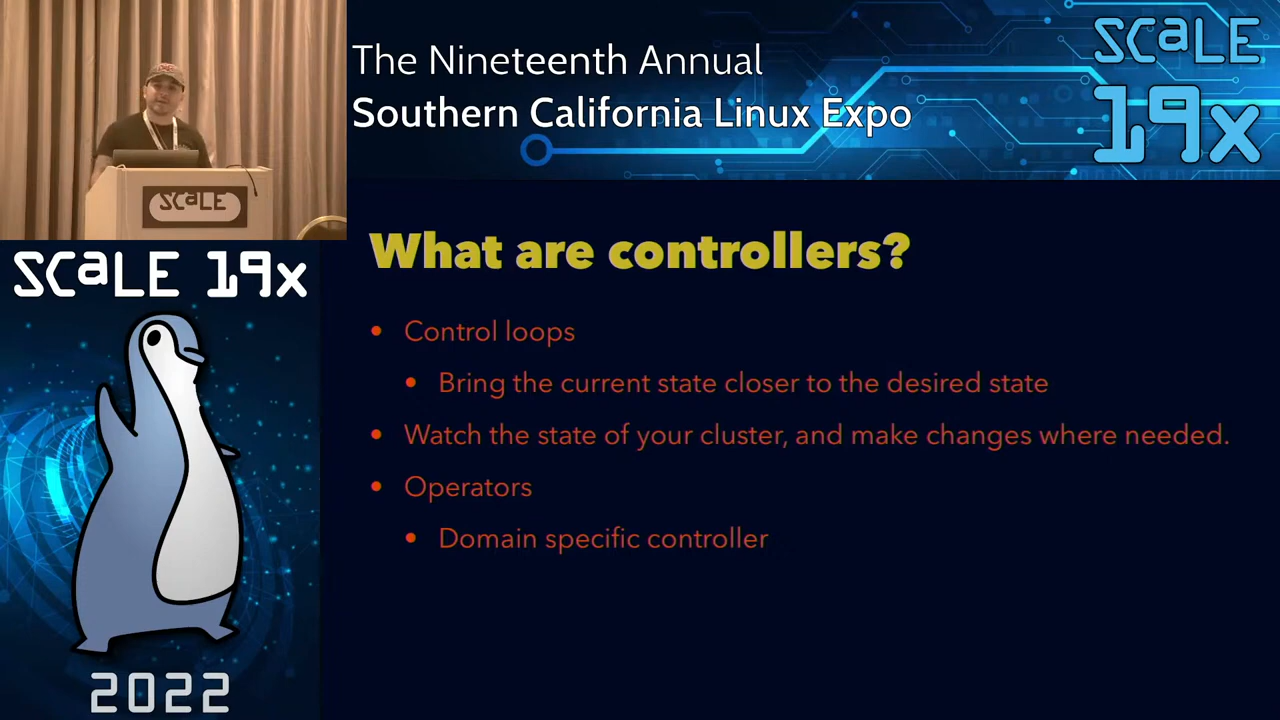 The Nineteenth Annual
Southern California Linux Expo
SCaLE
19x
SCaLE
SCaLE 19x
2022
What are controllers?
Control loops
Bring the current state closer to the desired state
Watch the state of your cluster, and make changes where needed.
Operators
Domain specific controller